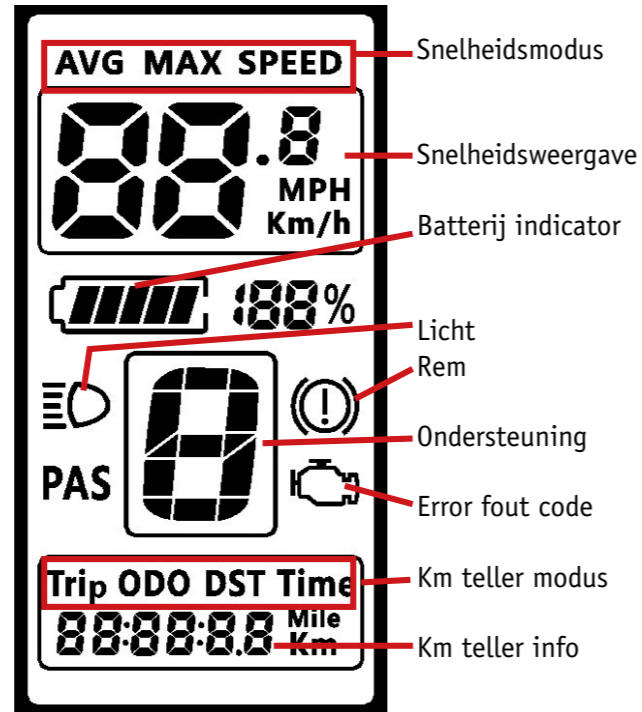 AVG MAX SPEED
Snelheidsmodus
88.8
Snelheidsweergave
MPH
Km/h
Batterij indicator
188%
Licht
Rem
Ondersteuning
8
PAS
Error fout code
Trip ODO DST Time
Km teller modus
88:88:8.8
Mile
Km
Km teller info